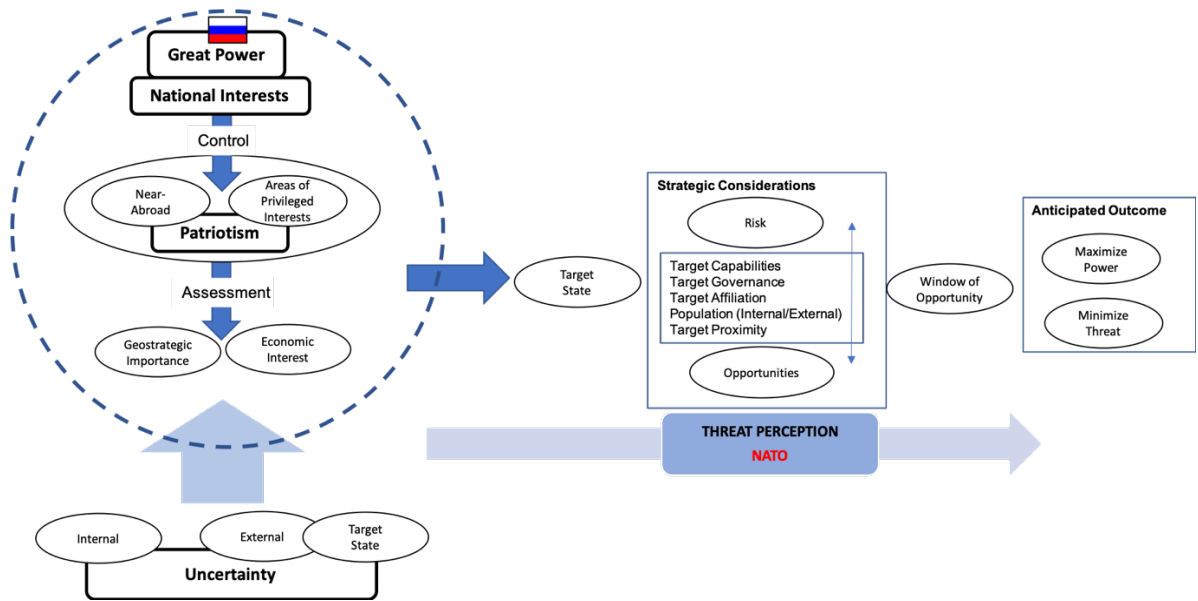 Great Power
National Interests
Control
Near-
Abroad
Areas of
Privileged
Interests
Patriotism
Assessment
Geostrategic
Importance
Economic
Interest
Internal
External
Target
State
Uncertainty
Target
State
Strategic Considerations
Risk
Target Capabilities
Target Governance
Target Affiliation
Population (Internal/External)
Target Proximity
Opportunities
THREAT PERCEPTION
NATO
Window of
Opportunity
Anticipated Outcome
Maximize
Power
Minimize
Threat